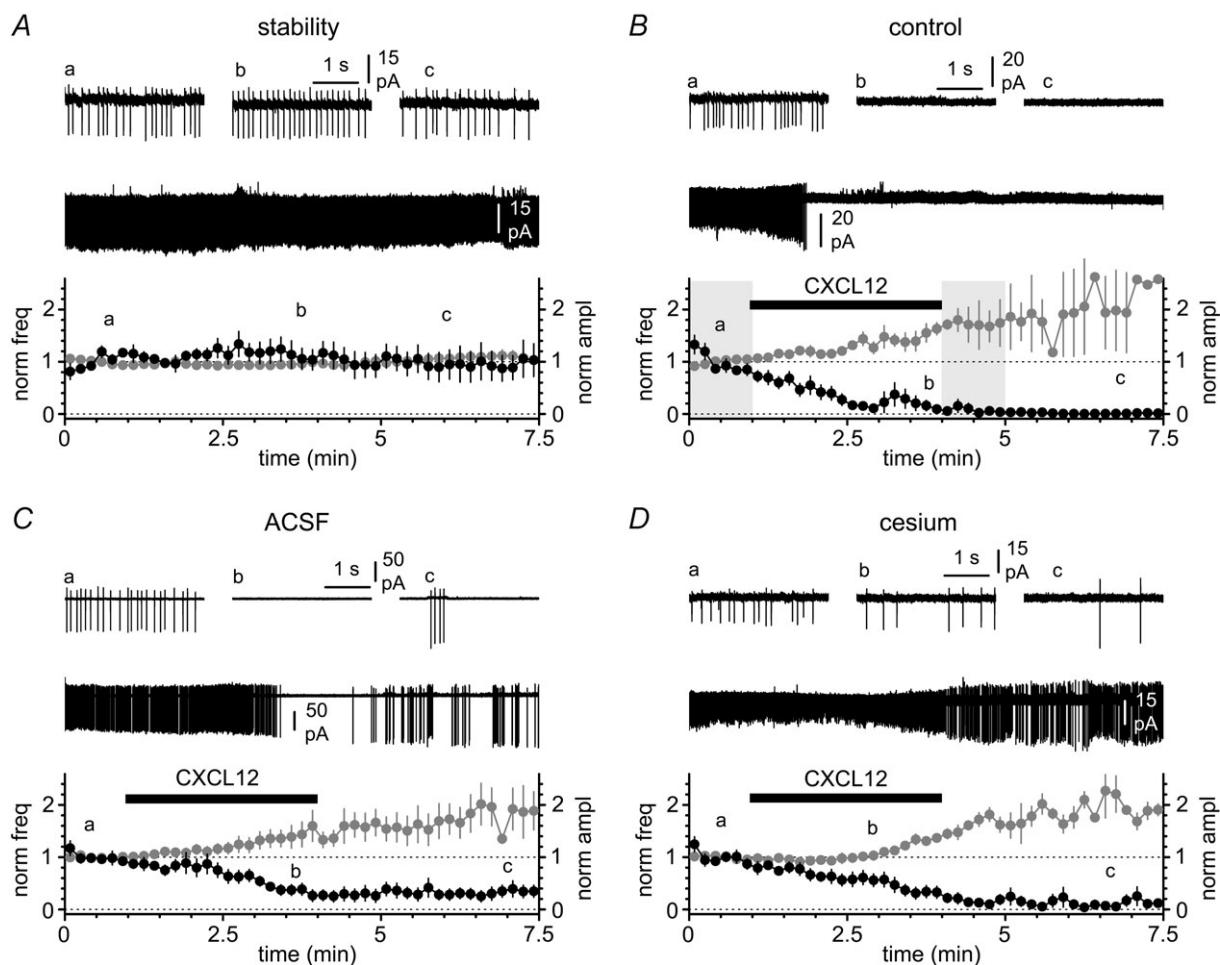 A
stability
a
b
1 s
15
pA
c
15
pA
norm freq
2
1
0
a
b
c
2
1
0
norm ampl
0
2.5
5
7.5
time (min)
B
control
a
b
1 s
20
pA
c
20
pA
CXCL12
norm freq
2
1
0
a
b
c
2
1
0
norm ampl
0
2.5
5
7.5
time (min)
C
ACSF
a
b
1 s
50
pA
c
50
pA
CXCL12
norm freq
2
1
0
a
b
c
2
1
0
norm ampl
0
2.5
5
7.5
time (min)
D
cesium
a
b
1 s
15
pA
c
15
pA
CXCL12
norm freq
2
1
0
a
b
c
2
1
0
norm ampl
0
2.5
5
7.5
time (min)